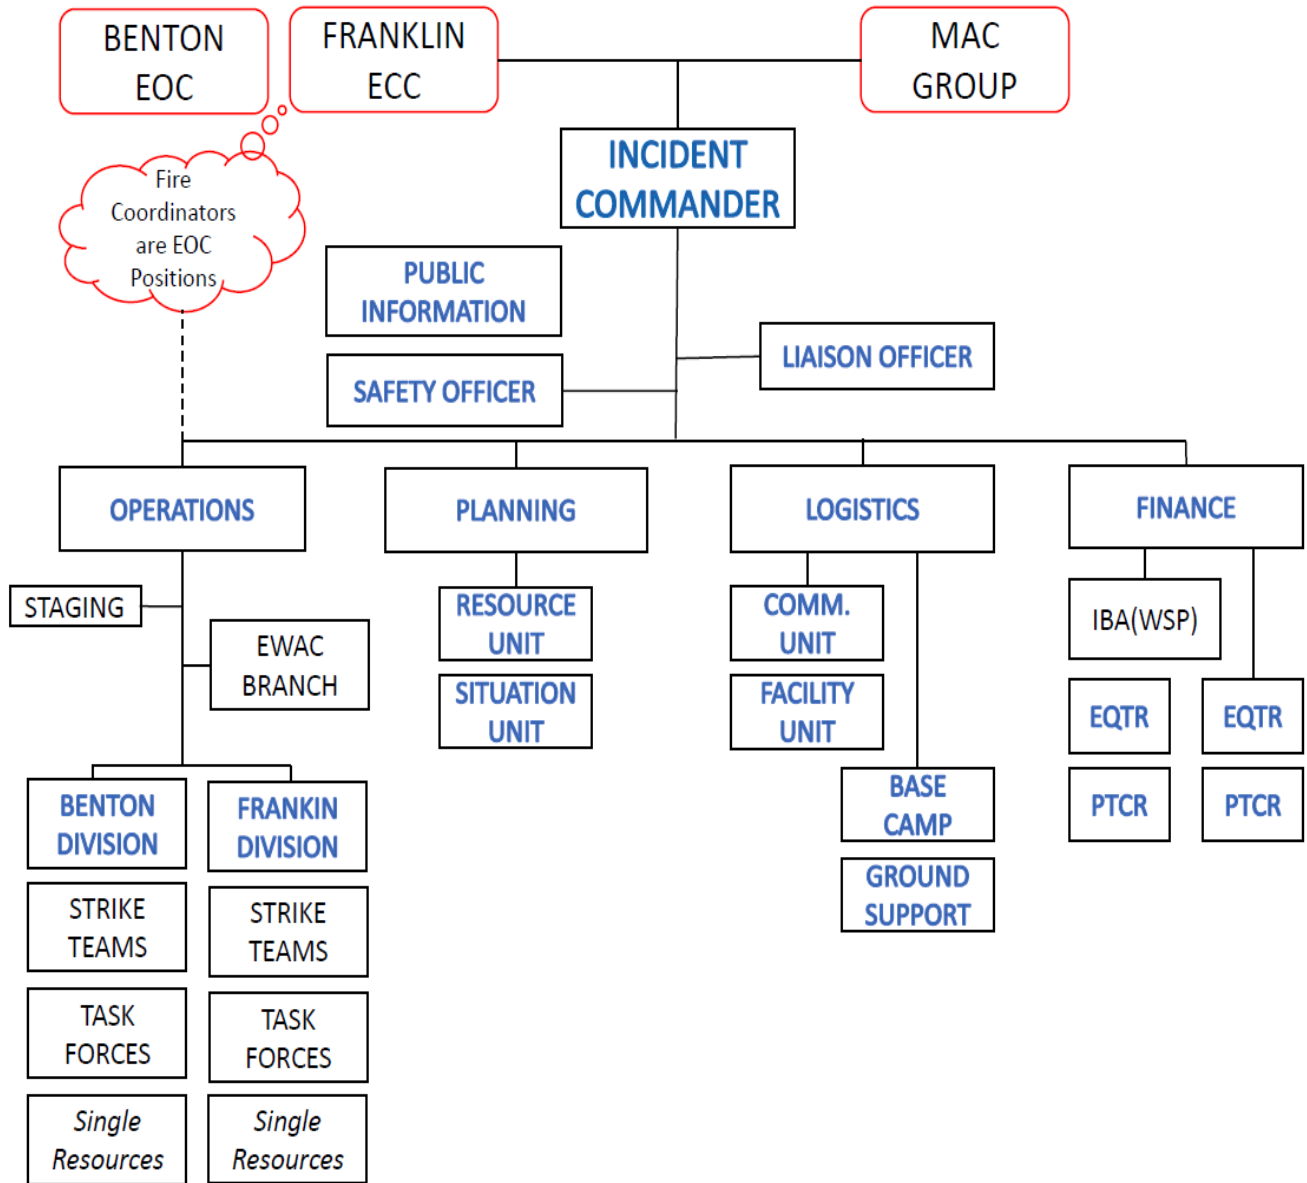 BENTON
EOC
FRANKLIN
ECC
MAC
GROUP
INCIDENT
COMMANDER
Fire
Coordinators
are EOC
Positions
PUBLIC
INFORMATION
SAFETY OFFICER
LIAISON OFFICER
OPERATIONS
PLANNING
LOGISTICS
FINANCE
STAGING
EWAC
BRANCH
RESOURCE
UNIT
SITUATION
UNIT
COMM.
UNIT
FACILITY
UNIT
BASE
CAMP
GROUND
SUPPORT
IBA(WSP)
EQTR
EQTR
PTCR
PTCR
BENTON
DIVISION
FRANKIN
DIVISION
STRIKE
TEAMS
STRIKE
TEAMS
TASK
FORCES
TASK
FORCES
Single
Resources
Single
Resources